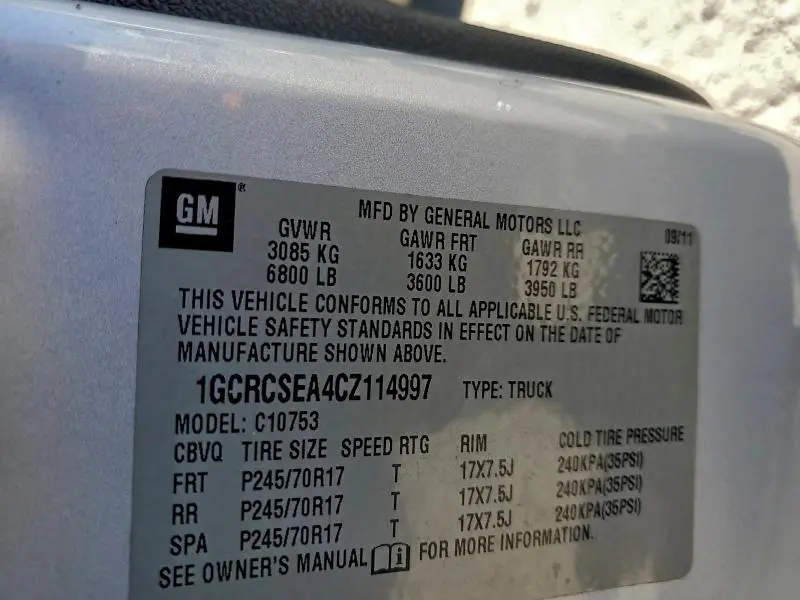 GM®
MFD BY GENERAL MOTORS LLC 09/11
GVWR GAWR FRT GAWR RR
3085 KG 1633 KG 1792 KG
6800 LB 3600 LB 3950 LB
THIS VEHICLE CONFORMS TO ALL APPLICABLE U.S. FEDERAL MOTOR
VEHICLE SAFETY STANDARDS IN EFFECT ON THE DATE OF
MANUFACTURE SHOWN ABOVE.
1GCRCSEA4CZ114997 TYPE: TRUCK
MODEL: C10753
CBVQ TIRE SIZE SPEED RTG RIM COLD TIRE PRESSURE
FRT P245/70R17 T 17X7.5J 240KPA(35PSI)
RR P245/70R17 T 17X7.5J 240KPA(35PSI)
SPA P245/70R17 T 17X7.5J 240KPA(35PSI)
SEE OWNER'S MANUAL FOR MORE INFORMATION.